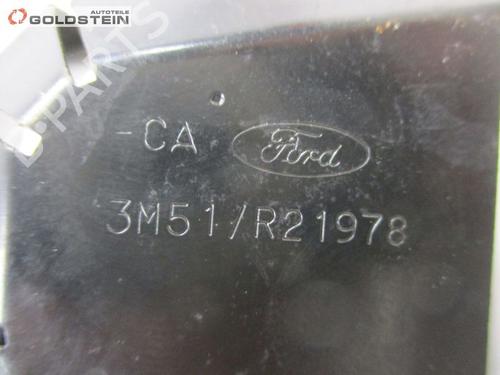 AUTOTEILE
GOLDSTEIN
B-PARTS
-CA Ford
3M51/R21978